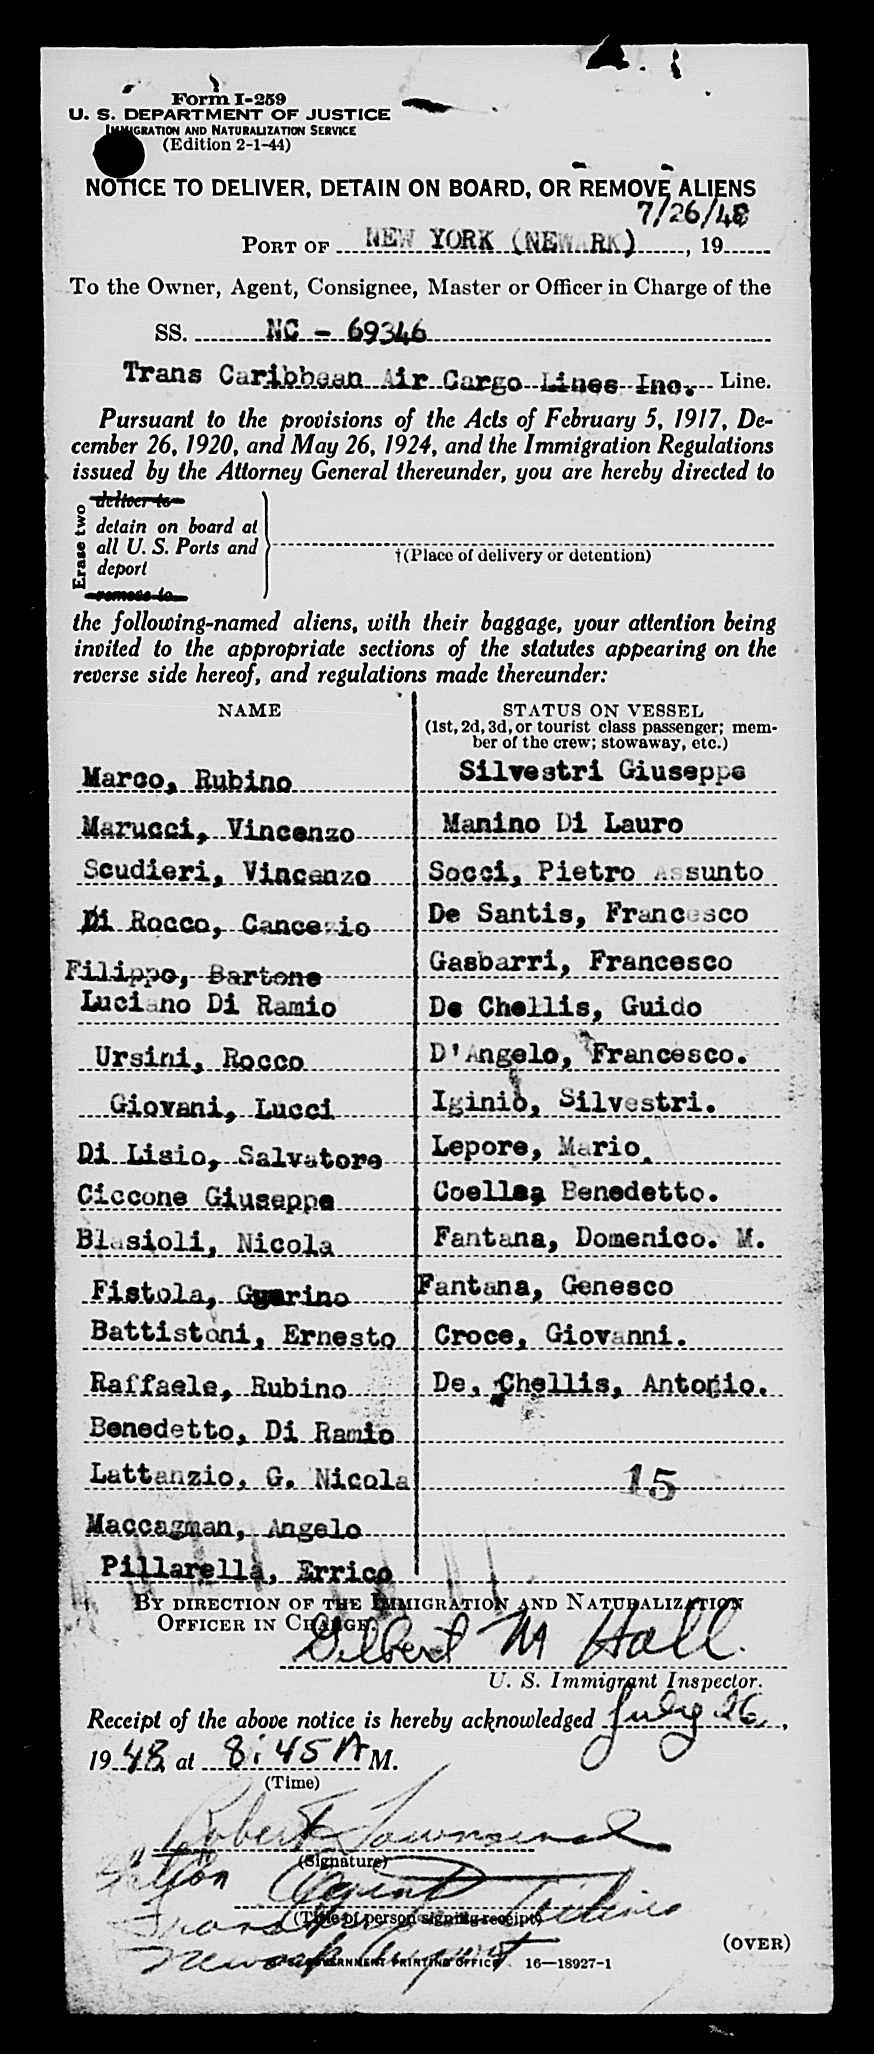 Form I-259
U. S. DEPARTMENT OF JUSTICE
IMMIGRATION AND NATURALIZATION SERVICE
(Edition 2-1-44)
NOTICE TO DELIVER, DETAIN ON BOARD, OR REMOVE ALIENS
7/26/48
PORT OF NEW YORK (NEWARK), 19
To the Owner, Agent, Consignee, Master or Officer in Charge of the
SS. NC - 69346
Trans Caribbean Air Cargo Lines Inc. Line.
Pursuant to the provisions of the Acts of February 5, 1917, De-
cember 26, 1920, and May 26, 1924, and the Immigration Regulations
issued by the Attorney General thereunder, you are hereby directed to
Erase two
deliver to
detain on board at
all U. S. Ports and
deport
remove to
†(Place of delivery or detention)
the following-named aliens, with their baggage, your attention being
invited to the appropriate sections of the statutes appearing on the
reverse side hereof, and regulations made thereunder:
NAME STATUS ON VESSEL
(1st, 2d, 3d, or tourist class passenger; mem-
ber of the crew; stowaway, etc.)
Marco, Rubino Silvestri Giuseppe
Marucci, Vincenzo Manino Di Lauro
Scudieri, Vincenzo Socci, Pietro Assunto
Di Rocco, Cancezio De Santis, Francesco
Filippo, Bartone Gasbarri, Francesco
Luciano Di Ramio De Chellis, Guido
Ursini, Rocco D'Angelo, Francesco.
Giovani, Lucci Iginio, Silvestri.
Di Lisio, Salvatore Lepore, Mario.
Ciccone Giuseppe Coella, Benedetto.
Blasioli, Nicola Fantana, Domenico. M.
Fistola, Guarino Fantana, Genesco
Battistoni, Ernesto Croce, Giovanni.
Raffaele, Rubino De. Chellis, Antonio.
Benedetto, Di Ramio
Lattanzio, G. Nicola 15
Maccagnan, Angelo
Pillarella, Errico
BY DIRECTION OF THE IMMIGRATION AND NATURALIZATION
OFFICER IN CHARGE.
Gilbert M Hall
U. S. Immigrant Inspector.
Receipt of the above notice is hereby acknowledged July 26,
1948 at 8:45 A M.
(Time)
Robert Townsend
(Signature)
Agent
(Title of person signing receipt)
Trans
Newark Airport
GOVERNMENT PRINTING OFFICE 16—18927-1
(OVER)